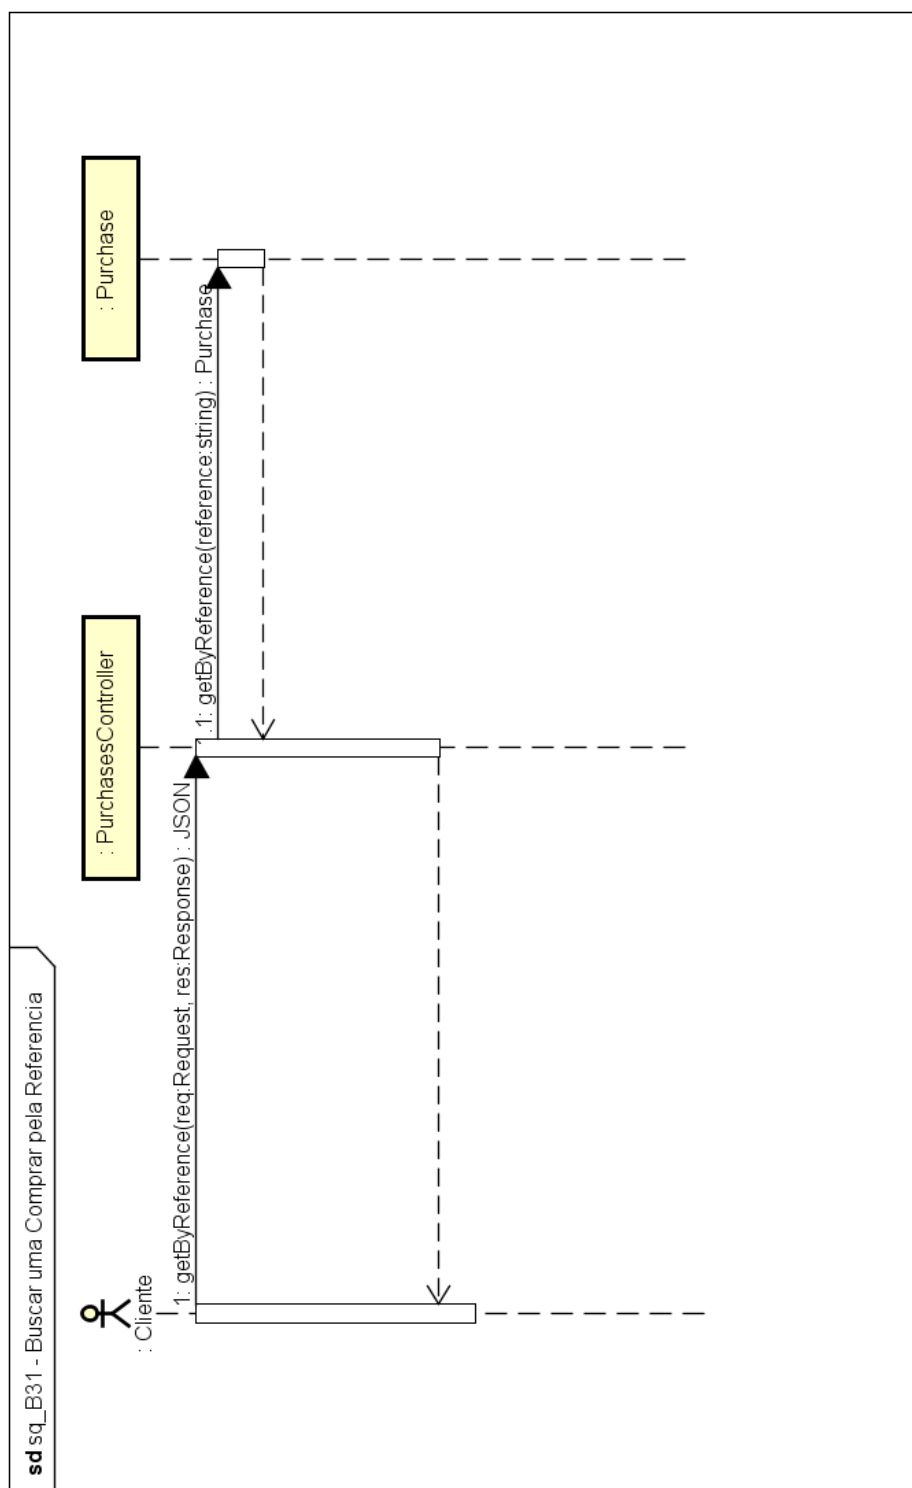 sd sq_B31 - Buscar uma Comprar pela Referencia
: Cliente
: PurchasesController
: Purchase
1: getByReference(req:Request, res:Response) : JSON
.1: getByReference(reference:string) : Purchase